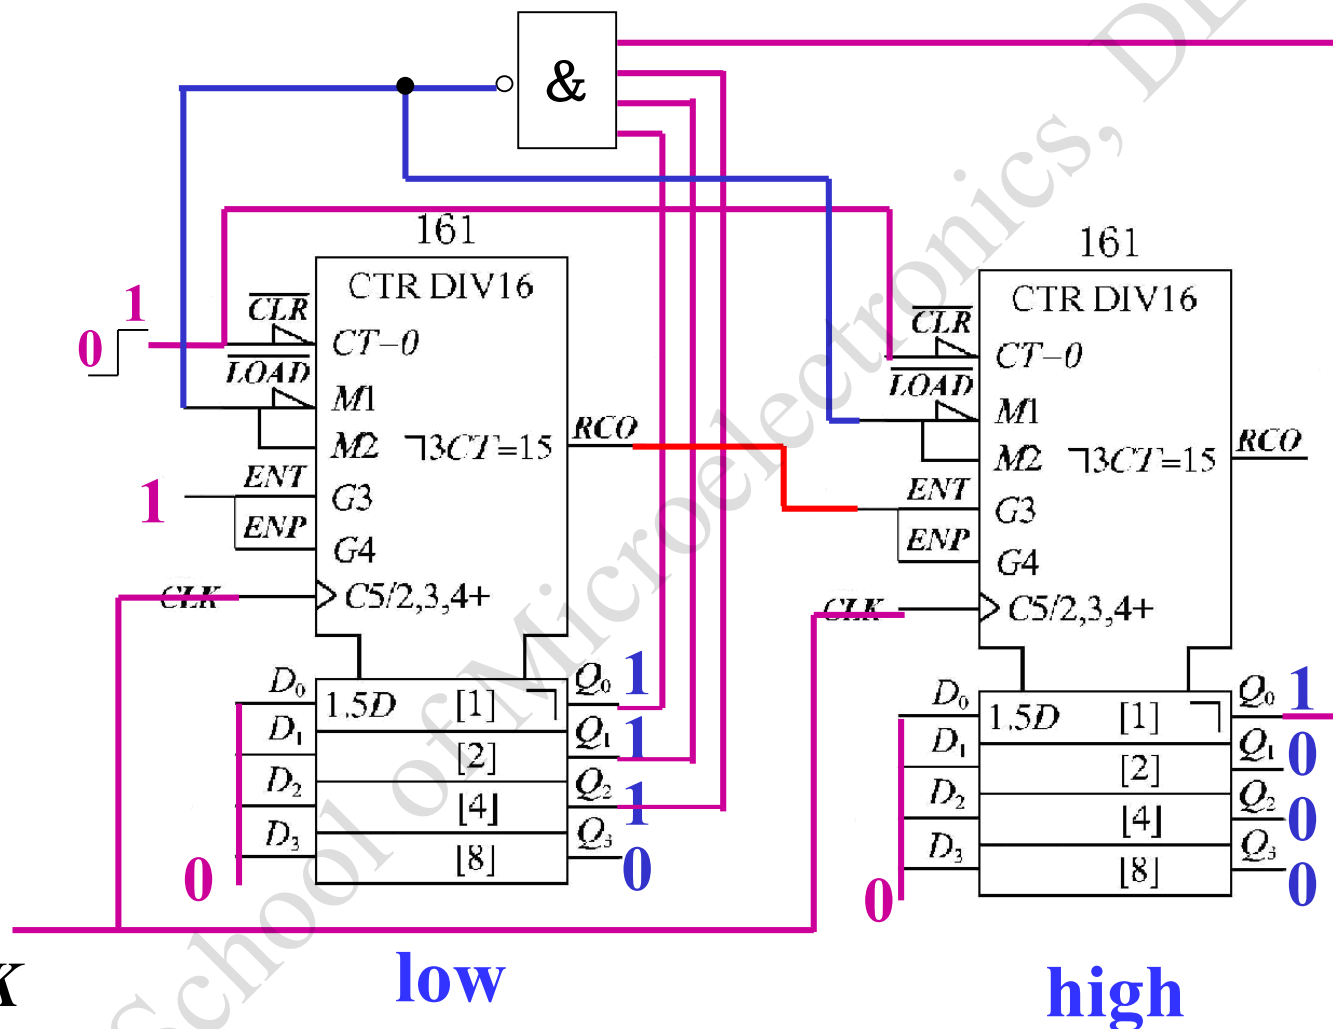 &
161
CTR DIV16
CLR
CT-0
LOAD
M1
M2
⅂3CT=15
RCO
ENT
G3
ENP
G4
CLK
C5/2,3,4+
1
0
1
D0
1,5D
[1]
Q0
1
D1
[2]
Q1
1
D2
[4]
Q2
1
D3
[8]
Q3
0
0
low
161
CTR DIV16
CLR
CT-0
LOAD
M1
M2
⅂3CT=15
RCO
ENT
G3
ENP
G4
CLK
C5/2,3,4+
D0
1,5D
[1]
Q0
1
D1
[2]
Q1
0
D2
[4]
Q2
0
D3
[8]
Q3
0
0
high
K
School of Microelectronics,